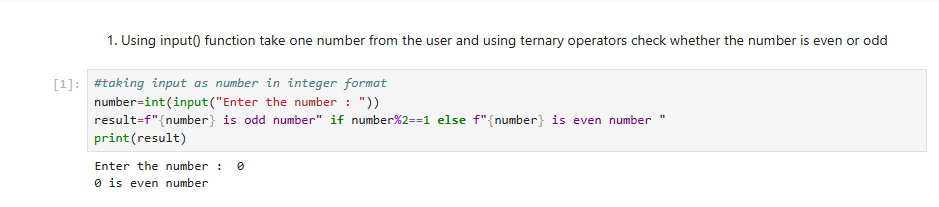 1. Using input() function take one number from the user and using ternary operators check whether the number is even or odd
[1]: #taking input as number in integer format
number=int(input("Enter the number : "))
result=f"{number} is odd number" if number%2==1 else f"{number} is even number "
print(result)
Enter the number :  0
0 is even number